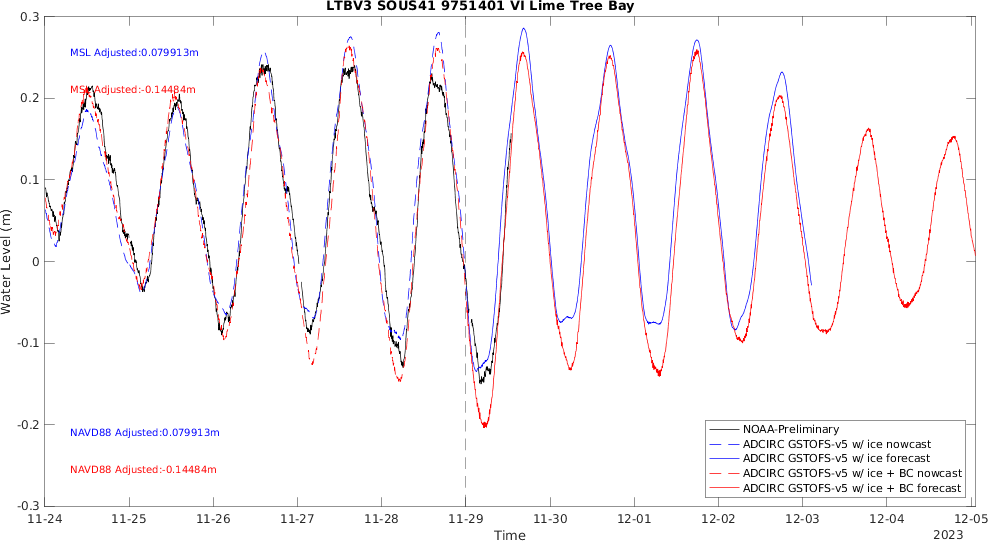 LTBV3 SOUS41 9751401 VI Lime Tree Bay
0.3
0.2
0.1
0
-0.1
-0.2
-0.3
Water Level (m)
MSL Adjusted:0.079913m
MSL Adjusted:-0.14484m
NAVD88 Adjusted:0.079913m
NAVD88 Adjusted:-0.14484m
NOAA-Preliminary
ADCIRC GSTOFS-v5 w/ ice nowcast
ADCIRC GSTOFS-v5 w/ ice forecast
ADCIRC GSTOFS-v5 w/ ice + BC nowcast
ADCIRC GSTOFS-v5 w/ ice + BC forecast
11-24 11-25 11-26 11-27 11-28 11-29 11-30 12-01 12-02 12-03 12-04 12-05
Time
2023